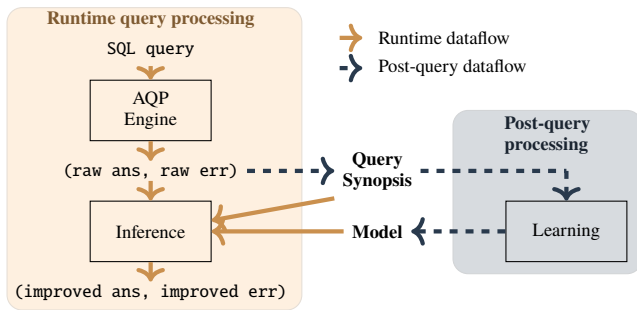 Runtime query processing
SQL query
AQP
Engine
(raw ans, raw err)
Inference
(improved ans, improved err)
Runtime dataflow
Post-query dataflow
Query
Synopsis
Model
Post-query
processing
Learning